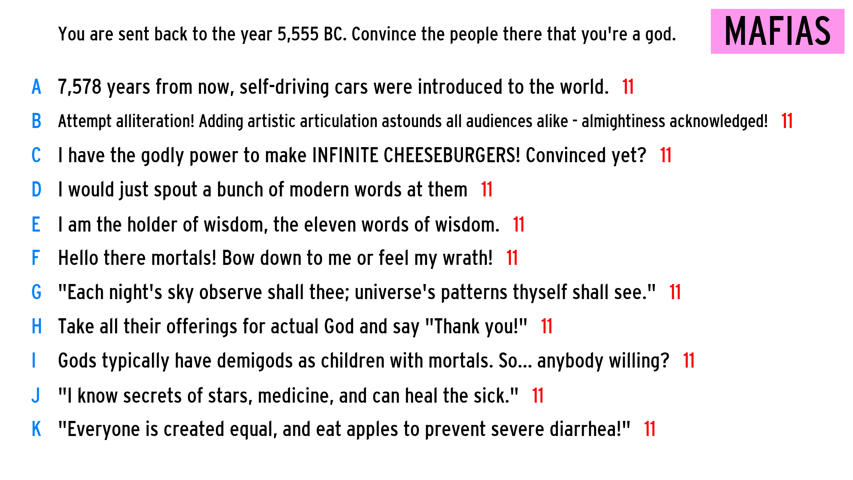 You are sent back to the year 5,555 BC. Convince the people there that you're a god.
MAFIAS
A 7,578 years from now, self-driving cars were introduced to the world. 11
B Attempt alliteration! Adding artistic articulation astounds all audiences alike - almightiness acknowledged! 11
C I have the godly power to make INFINITE CHEESEBURGERS! Convinced yet? 11
D I would just spout a bunch of modern words at them 11
E I am the holder of wisdom, the eleven words of wisdom. 11
F Hello there mortals! Bow down to me or feel my wrath! 11
G "Each night's sky observe shall thee; universe's patterns thyself shall see." 11
H Take all their offerings for actual God and say "Thank you!" 11
I Gods typically have demigods as children with mortals. So... anybody willing? 11
J "I know secrets of stars, medicine, and can heal the sick." 11
K "Everyone is created equal, and eat apples to prevent severe diarrhea!" 11